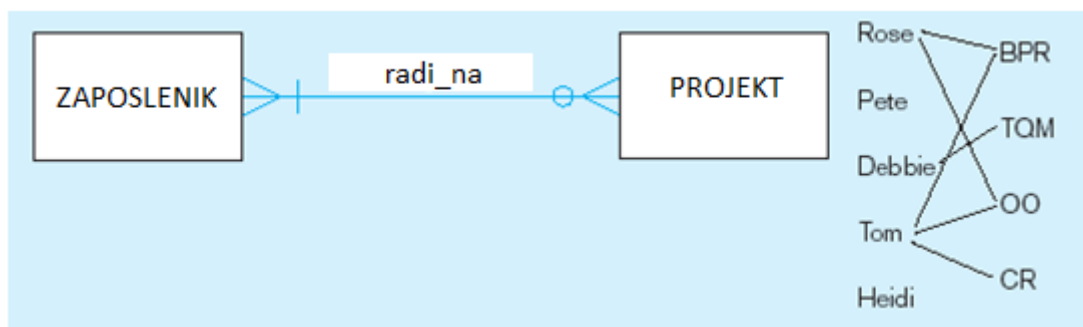 ZAPOSLENIK
radi_na
PROJEKT
Rose
BPR
Pete
TQM
Debbie
OO
Tom
CR
Heidi